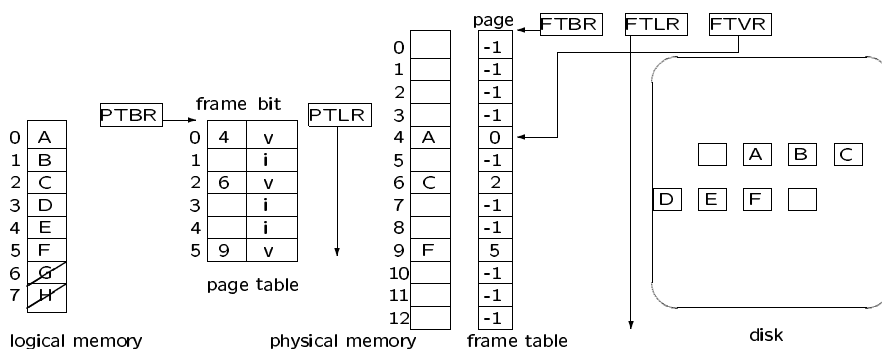 page FTBR FTLR FTVR
0 -1
1 -1
2 -1
frame bit
PTBR PTLR 3 -1
0 A 0 4 v 4 A 0
1 B 1 i 5 -1 A B C
2 C 2 6 v 6 C 2
3 D 3 i 7 -1 D E F
4 E 4 i 8 -1
5 F 5 9 v 9 F 5
6 G 10 -1
page table
7 H 11 -1
12 -1
logical memory physical memory frame table disk